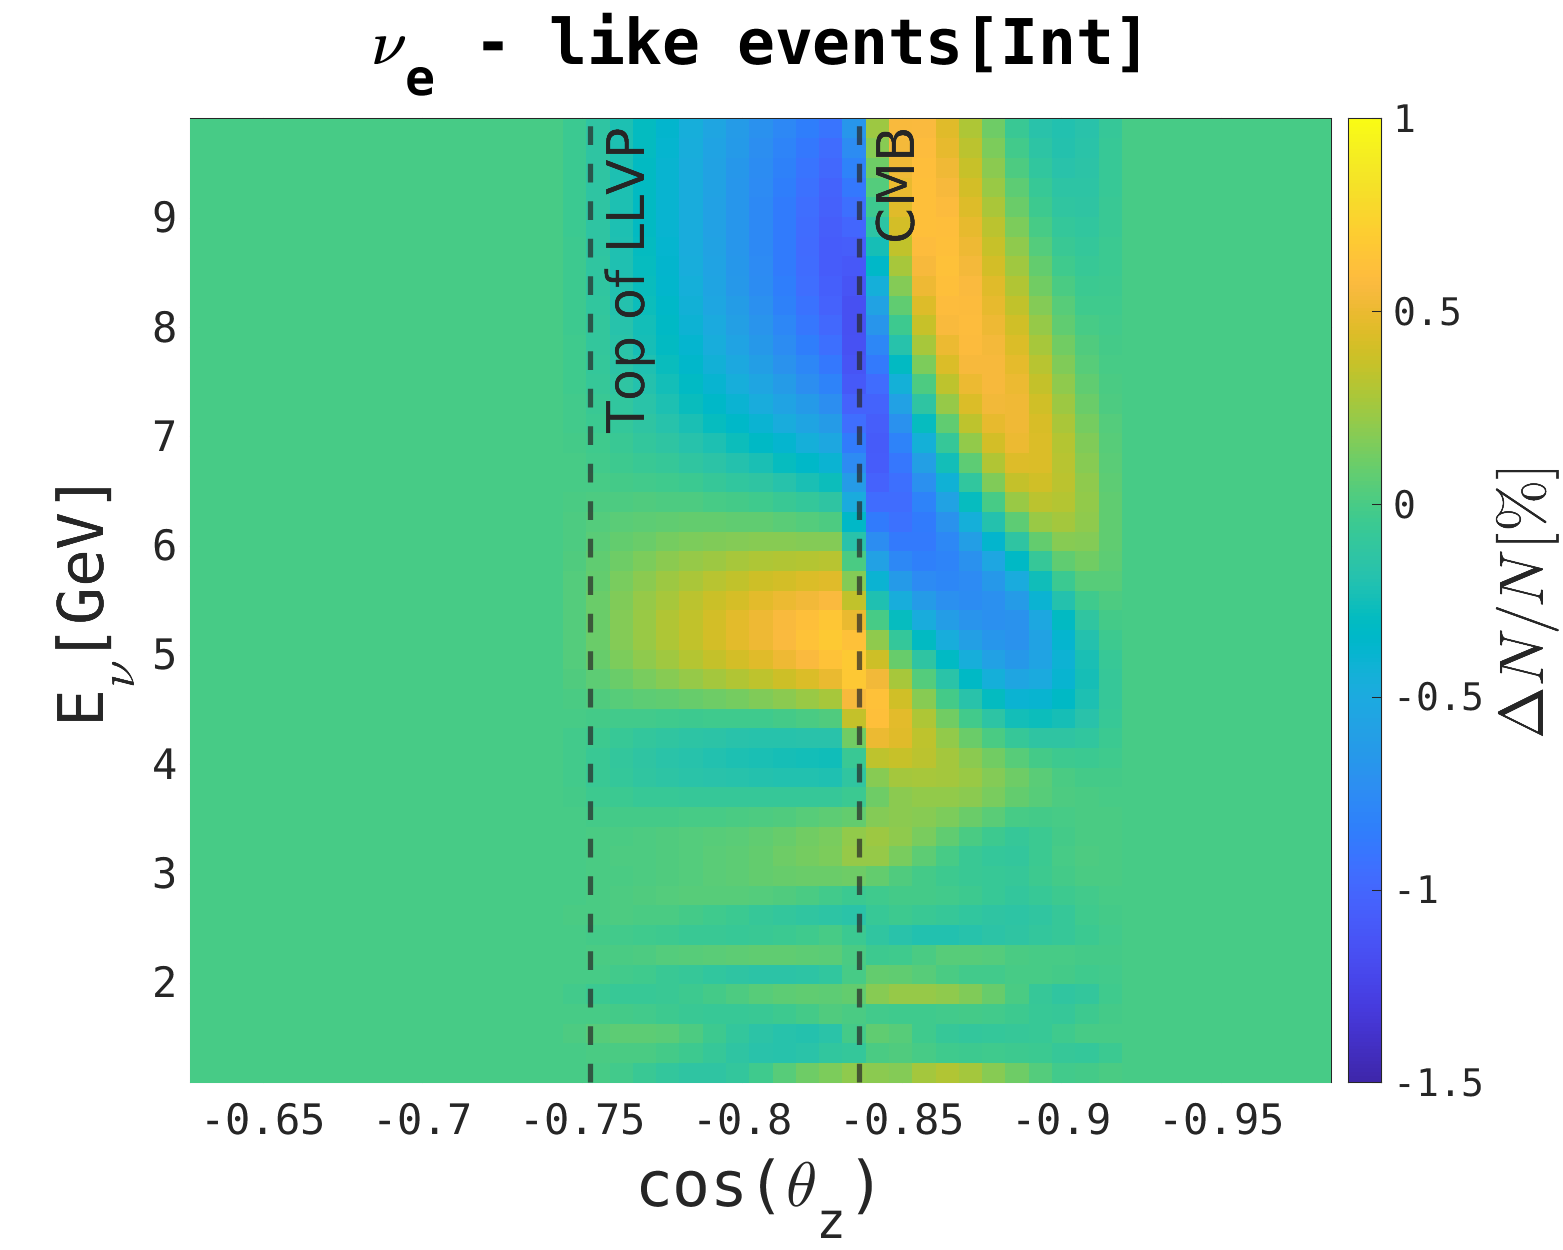 νe - like events[Int]
Top of LLVP
CMB
9
8
7
6
5
4
3
2
Eν[GeV]
-0.65 -0.7 -0.75 -0.8 -0.85 -0.9 -0.95
cos(θz)
1
0.5
0
-0.5
-1
-1.5
ΔN/N[%]